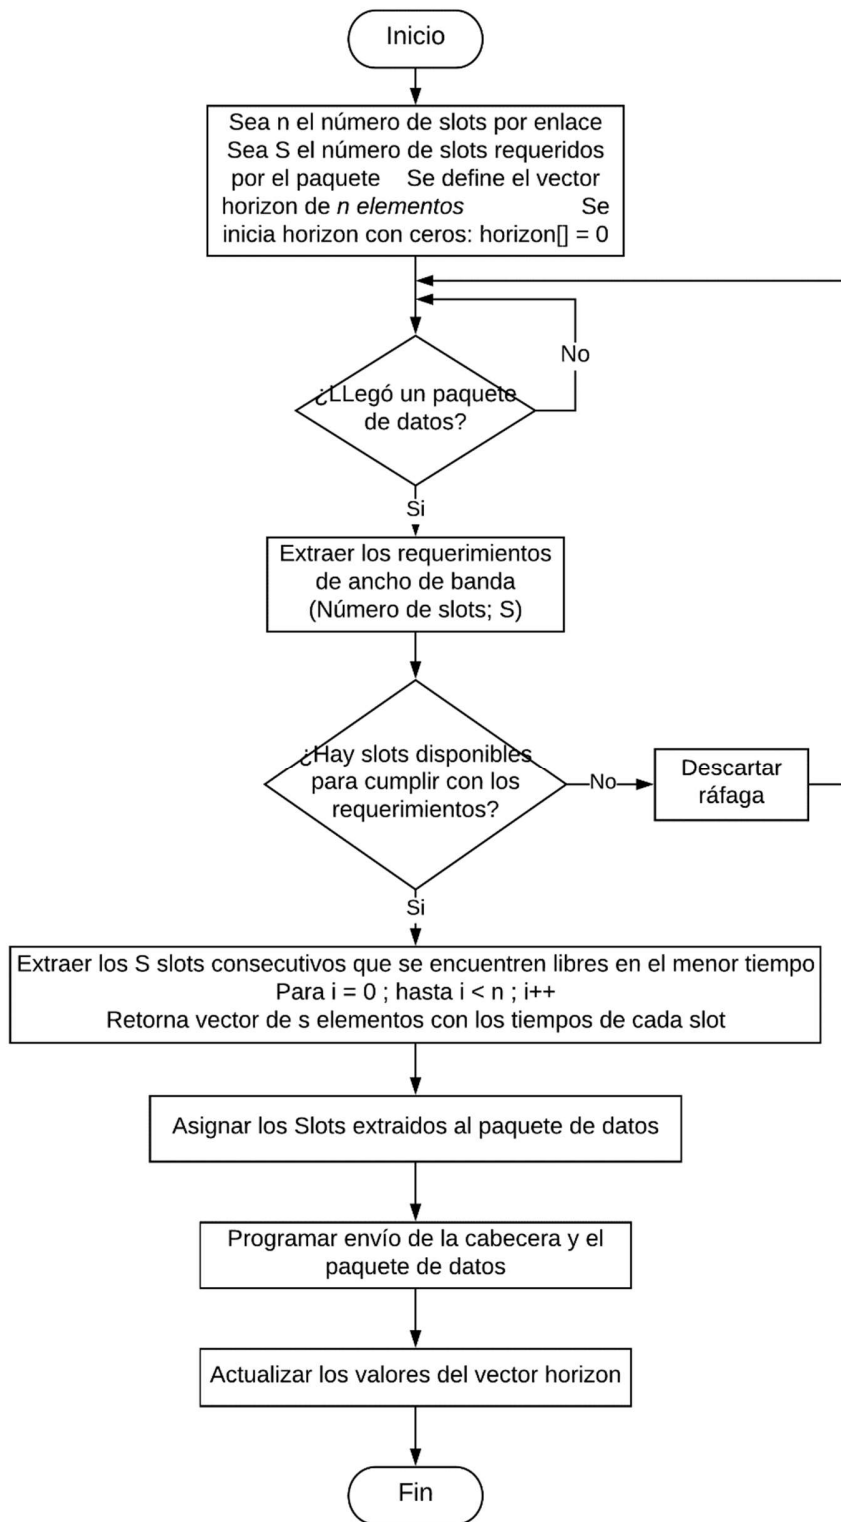 Inicio
Sea n el número de slots por enlace
Sea S el número de slots requeridos
por el paquete Se define el vector
horizon de n elementos Se
inicia horizon con ceros: horizon[] = 0
No
¿LLegó un paquete
de datos?
Si
Extraer los requerimientos
de ancho de banda
(Número de slots; S)
¿Hay slots disponibles
para cumplir con los
requerimientos?
No
Descartar
ráfaga
Si
Extraer los S slots consecutivos que se encuentren libres en el menor tiempo
Para i = 0 ; hasta i < n ; i++
Retorna vector de s elementos con los tiempos de cada slot
Asignar los Slots extraidos al paquete de datos
Programar envío de la cabecera y el
paquete de datos
Actualizar los valores del vector horizon
Fin